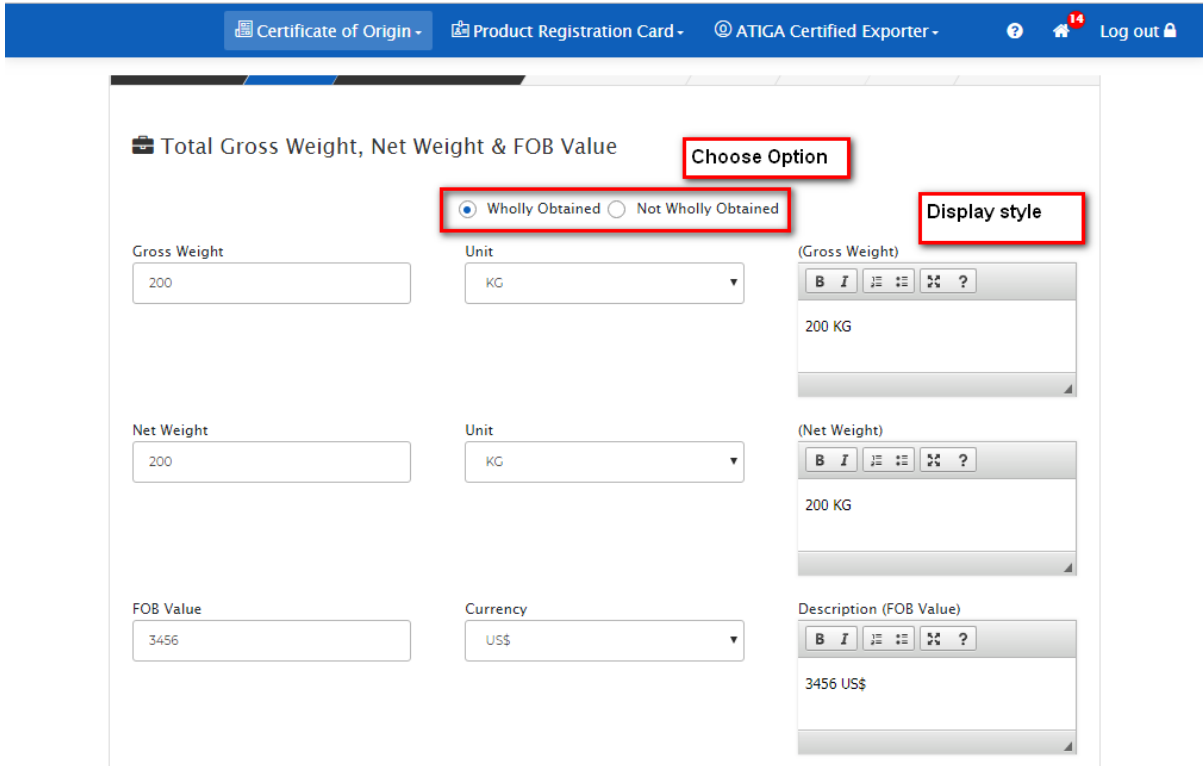 Certificate of Origin Product Registration Card ATIGA Certified Exporter ? 14 Log out
Total Gross Weight, Net Weight & FOB Value
Choose Option
Wholly Obtained Not Wholly Obtained
Display style
Gross Weight Unit (Gross Weight)
200 KG B I ?
200 KG
Net Weight Unit (Net Weight)
200 KG B I ?
200 KG
FOB Value Currency Description (FOB Value)
3456 US$ B I ?
3456 US$